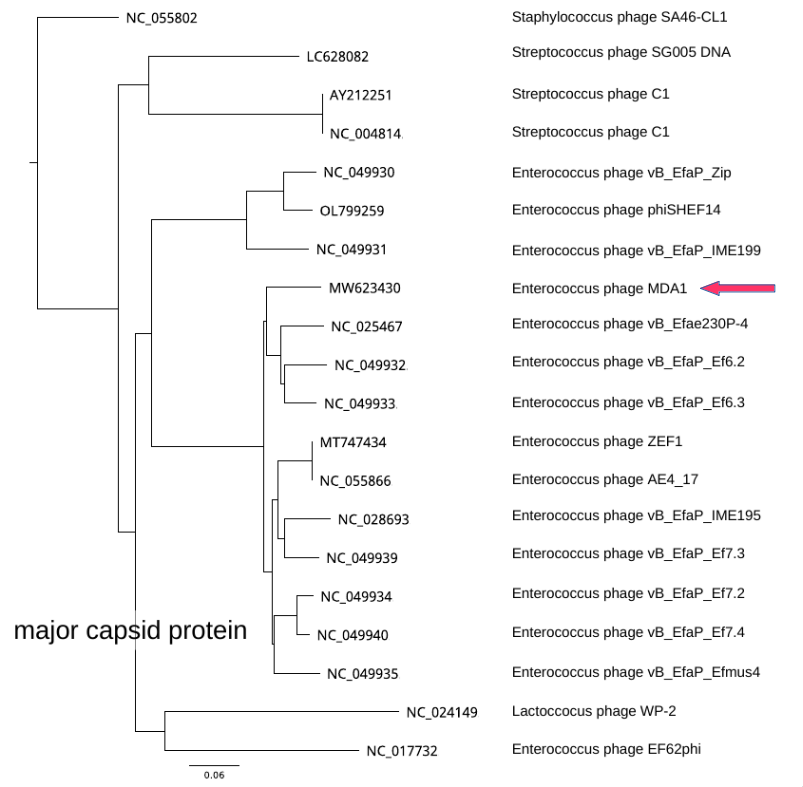 NC_055802 Staphylococcus phage SA46-CL1
LC628082 Streptococcus phage SG005 DNA
AY212251 Streptococcus phage C1
NC_004814. Streptococcus phage C1
NC_049930 Enterococcus phage vB_EfaP_Zip
OL799259 Enterococcus phage phiSHEF14
NC_049931 Enterococcus phage vB_EfaP_IME199
MW623430 Enterococcus phage MDA1
NC_025467 Enterococcus phage vB_Efae230P-4
NC_049932. Enterococcus phage vB_EfaP_Ef6.2
NC_049933. Enterococcus phage vB_EfaP_Ef6.3
MT747434 Enterococcus phage ZEF1
NC_055866 Enterococcus phage AE4_17
NC_028693 Enterococcus phage vB_EfaP_IME195
NC_049939 Enterococcus phage vB_EfaP_Ef7.3
NC_049934 Enterococcus phage vB_EfaP_Ef7.2
major capsid protein NC_049940 Enterococcus phage vB_EfaP_Ef7.4
NC_049935 Enterococcus phage vB_EfaP_Efmus4
NC_024149 Lactoccocus phage WP-2
NC_017732 Enterococcus phage EF62phi
0.06